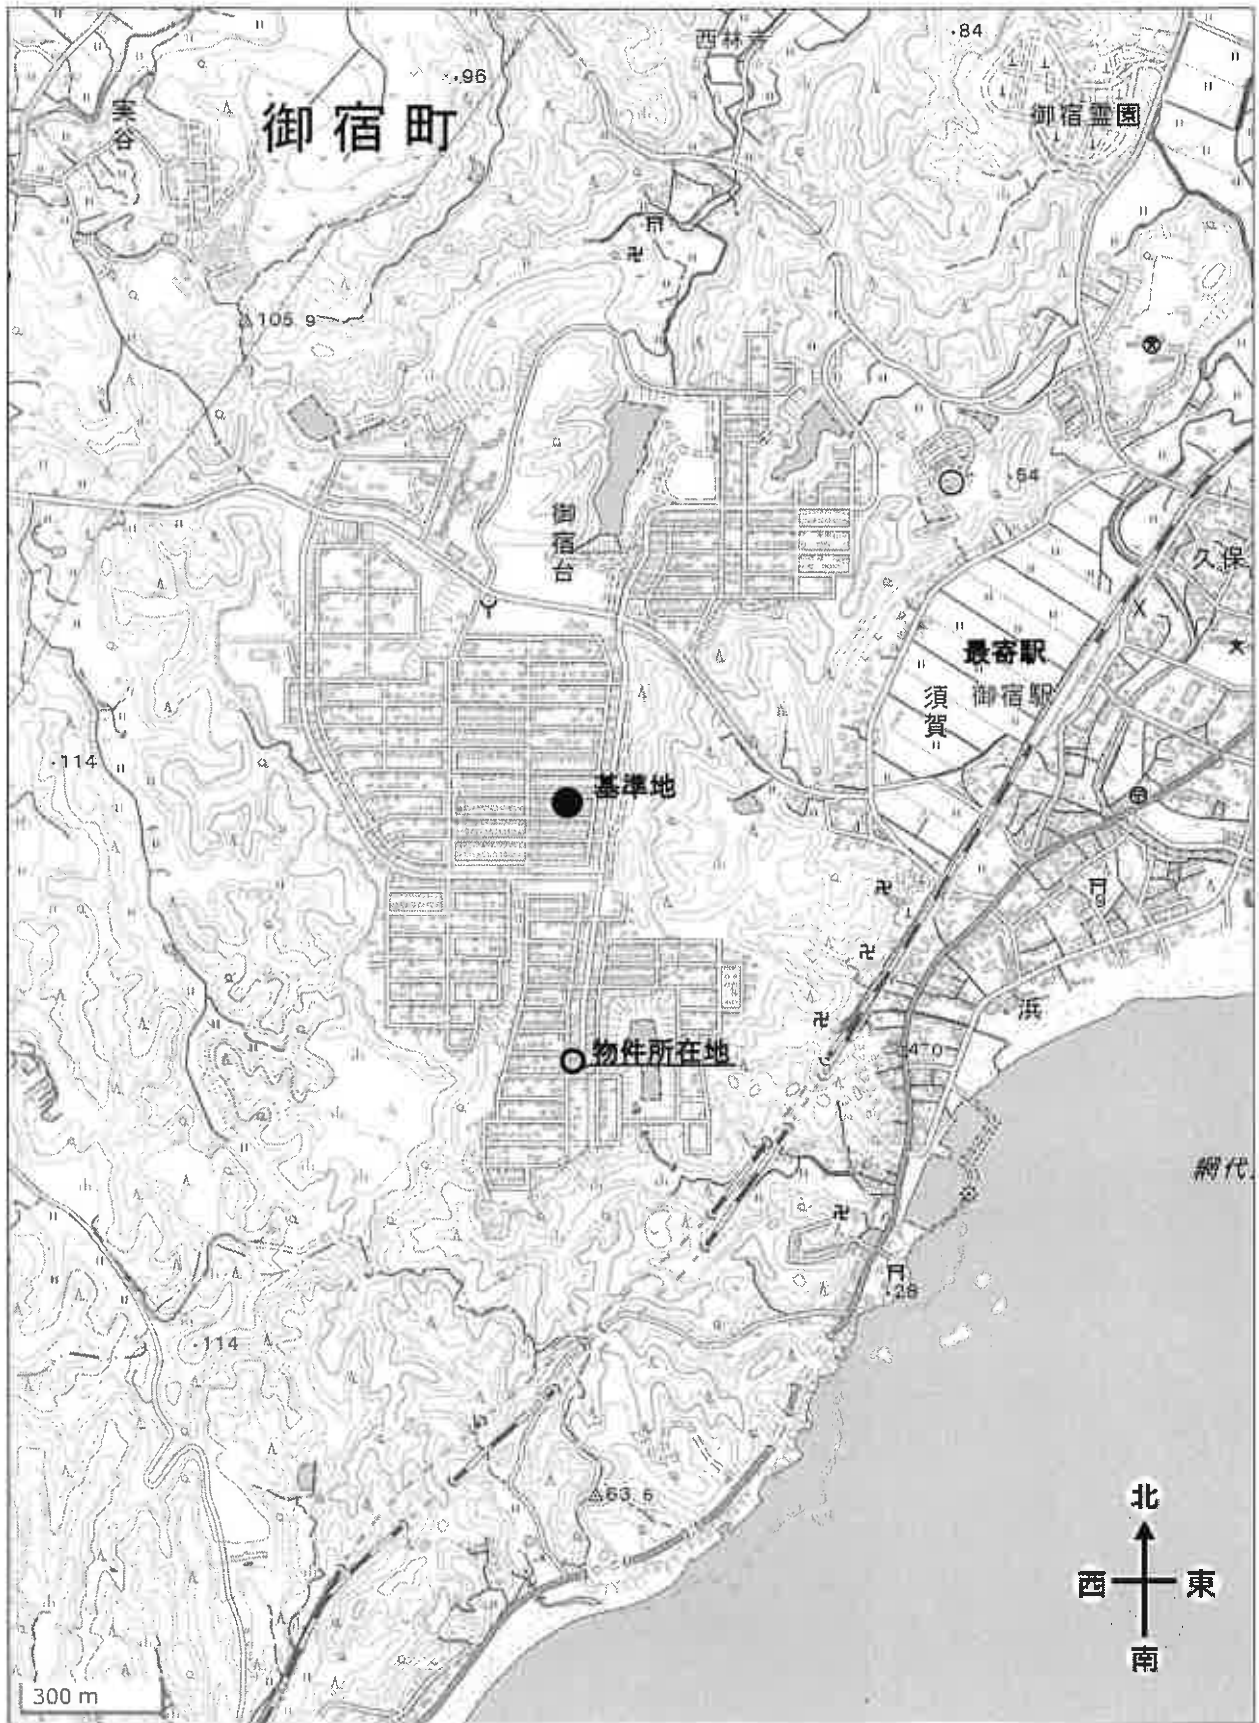 西林寺
・84
・96
実谷
御宿町
御宿霊園
105.9
・64
御宿台
久保
最寄駅
御宿駅
須賀
・114
基準地
浜
物件所在地
4.0
網代
・28
・114
63.6
北
西
東
南
300 m